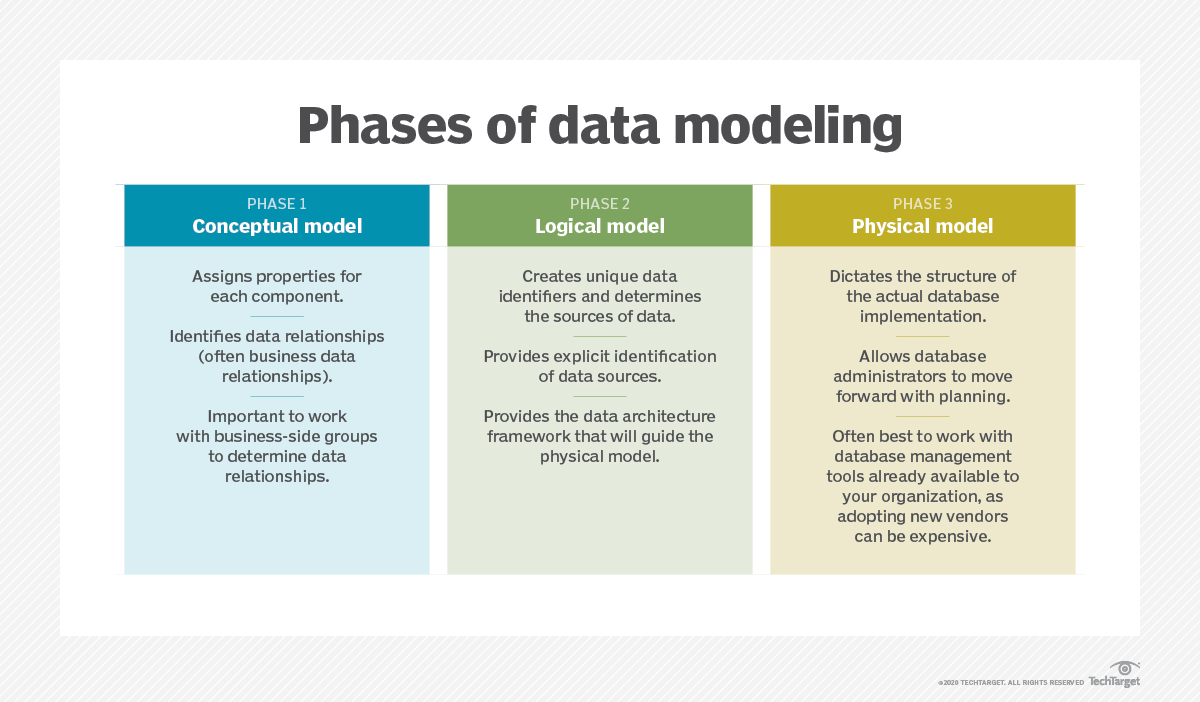 Phases of data modeling
PHASE 1
Conceptual model
Assigns properties for
each component.
Identifies data relationships
(often business data
relationships).
Important to work
with business-side groups
to determine data
relationships.
PHASE 2
Logical model
Creates unique data
identifiers and determines
the sources of data.
Provides explicit identification
of data sources.
Provides the data architecture
framework that will guide the
physical model.
PHASE 3
Physical model
Dictates the structure of
the actual database
implementation.
Allows database
administrators to move
forward with planning.
Often best to work with
database management
tools already available to
your organization, as
adopting new vendors
can be expensive.
©2020 TECHTARGET. ALL RIGHTS RESERVED TechTarget